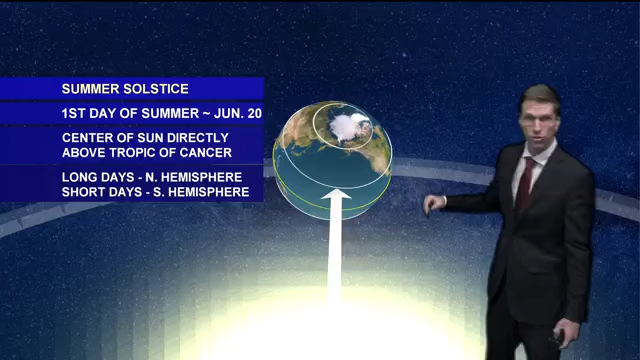 SUMMER SOLSTICE
1ST DAY OF SUMMER ~ JUN. 20
CENTER OF SUN DIRECTLY
ABOVE TROPIC OF CANCER
LONG DAYS - N. HEMISPHERE
SHORT DAYS - S. HEMISPHERE